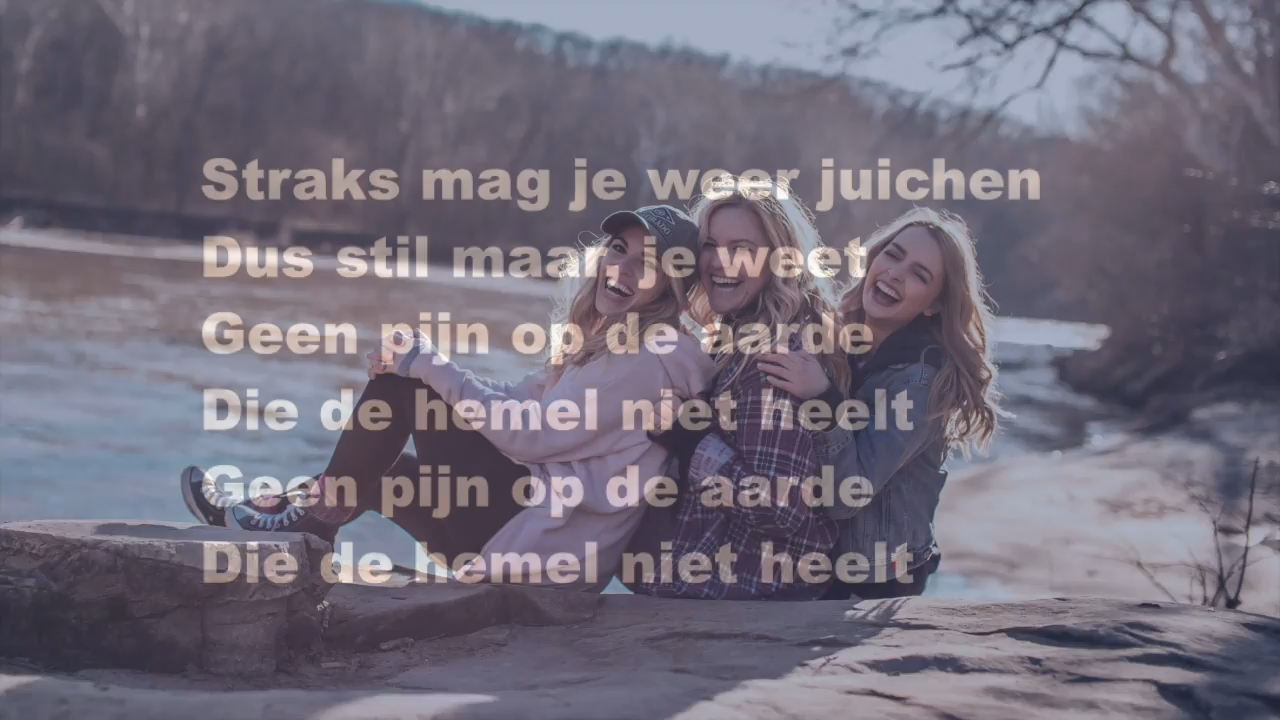 Straks mag je weer juichen
Dus stil maar je weet
Geen pijn op de aarde
Die de hemel niet heelt
Geen pijn op de aarde
Die de hemel niet heelt